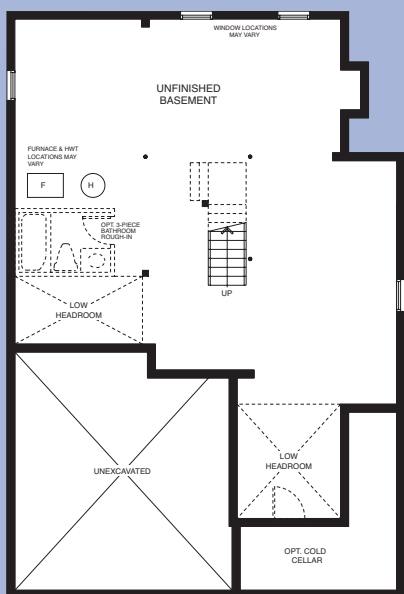 WINDOW LOCATIONS
MAY VARY
UNFINISHED
BASEMENT
FURNACE & HWT
LOCATIONS MAY
VARY
F
H
OPT. 3-PIECE
BATHROOM
ROUGH-IN
UP
LOW
HEADROOM
LOW
HEADROOM
UNEXCAVATED
OPT. COLD
CELLAR